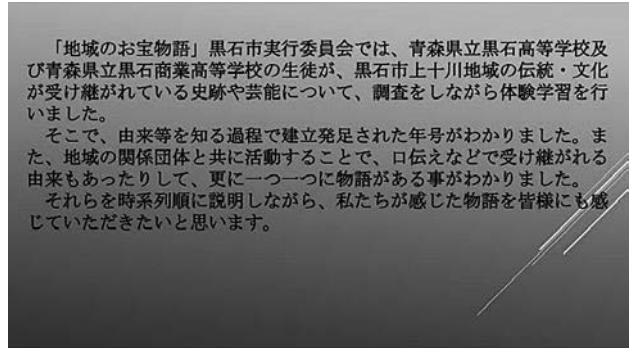 「地域のお宝物語」黒石市実行委員会では、青森県立黒石高等学校及
び青森県立黒石商業高等学校の生徒が、黒石市上十川地域の伝統・文化
が受け継がれている史跡や芸能について、調査をしながら体験学習を行
いました。
そこで、由来等を知る過程で建立発足された年号がわかりました。ま
た、地域の関係団体と共に活動することで、口伝えなどで受け継がれる
由来もあったりして、更に一つ一つに物語がある事がわかりました。
それらを時系列順に説明しながら、私たちが感じた物語を皆様にも感
じていただきたいと思います。